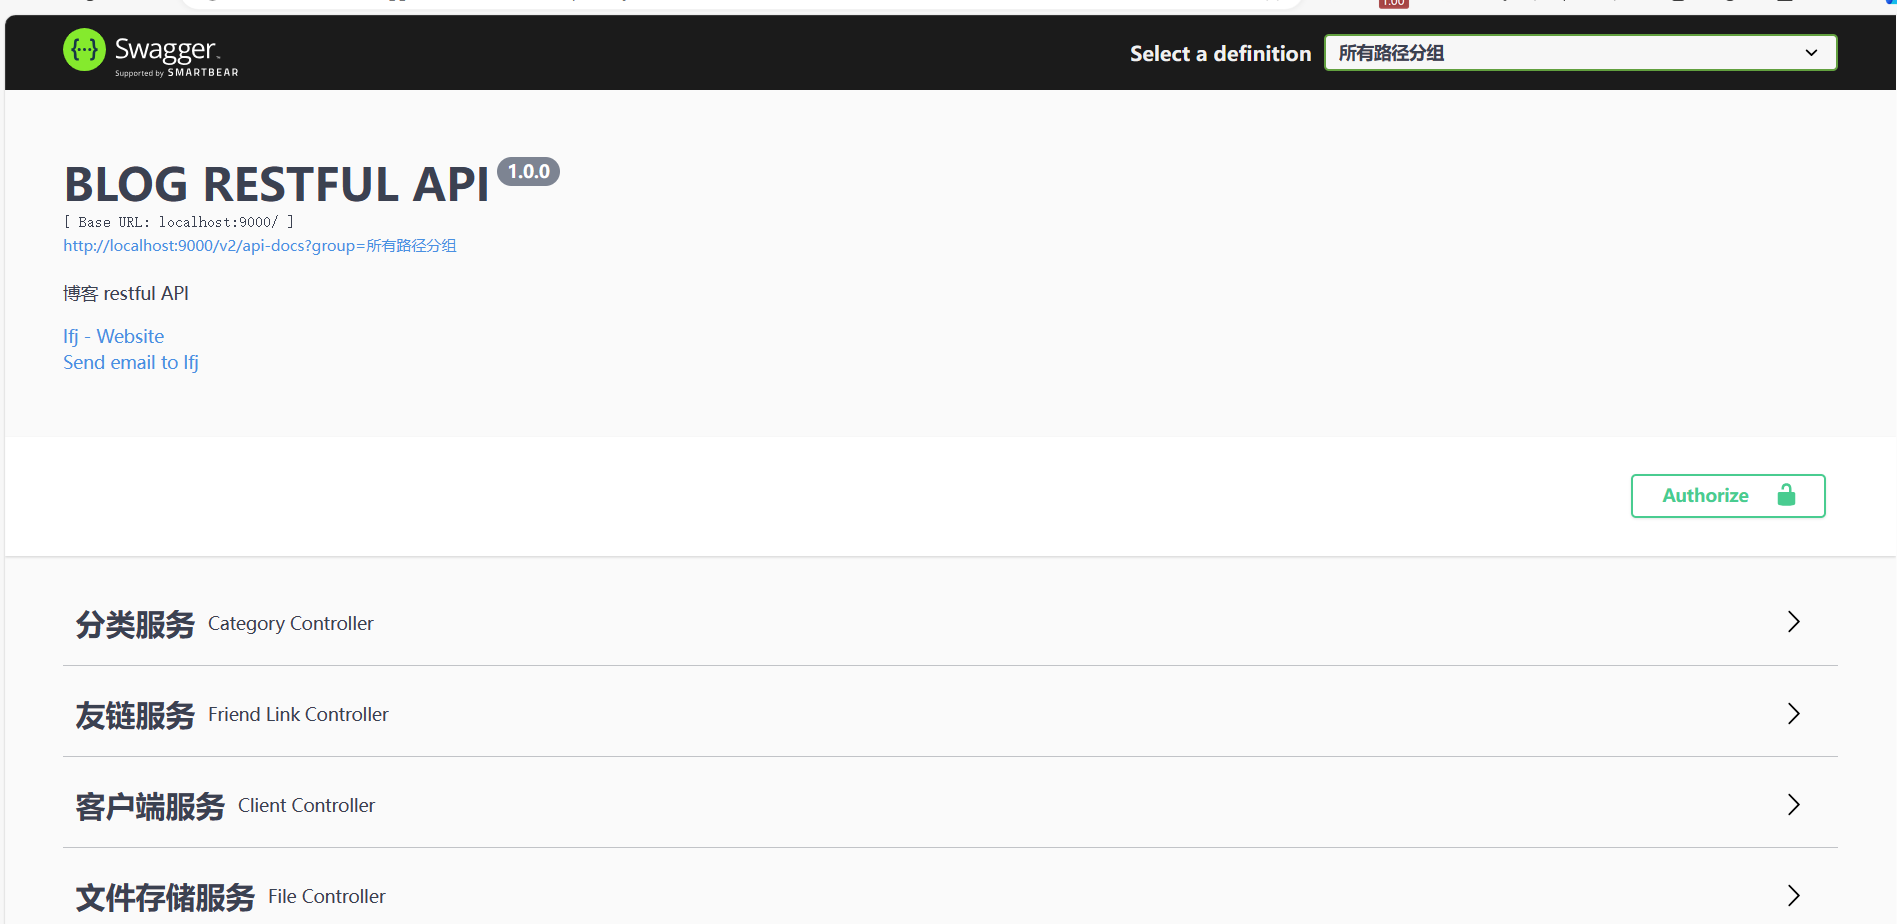 Swagger
Supported by SMARTBEAR
Select a definition
所有路径分组
BLOG RESTFUL API 1.0.0
[ Base URL: localhost:9000/ ]
http://localhost:9000/v2/api-docs?group=所有路径分组
博客 restful API
lfj - Website
Send email to lfj
Authorize
分类服务 Category Controller
友链服务 Friend Link Controller
客户端服务 Client Controller
文件存储服务 File Controller